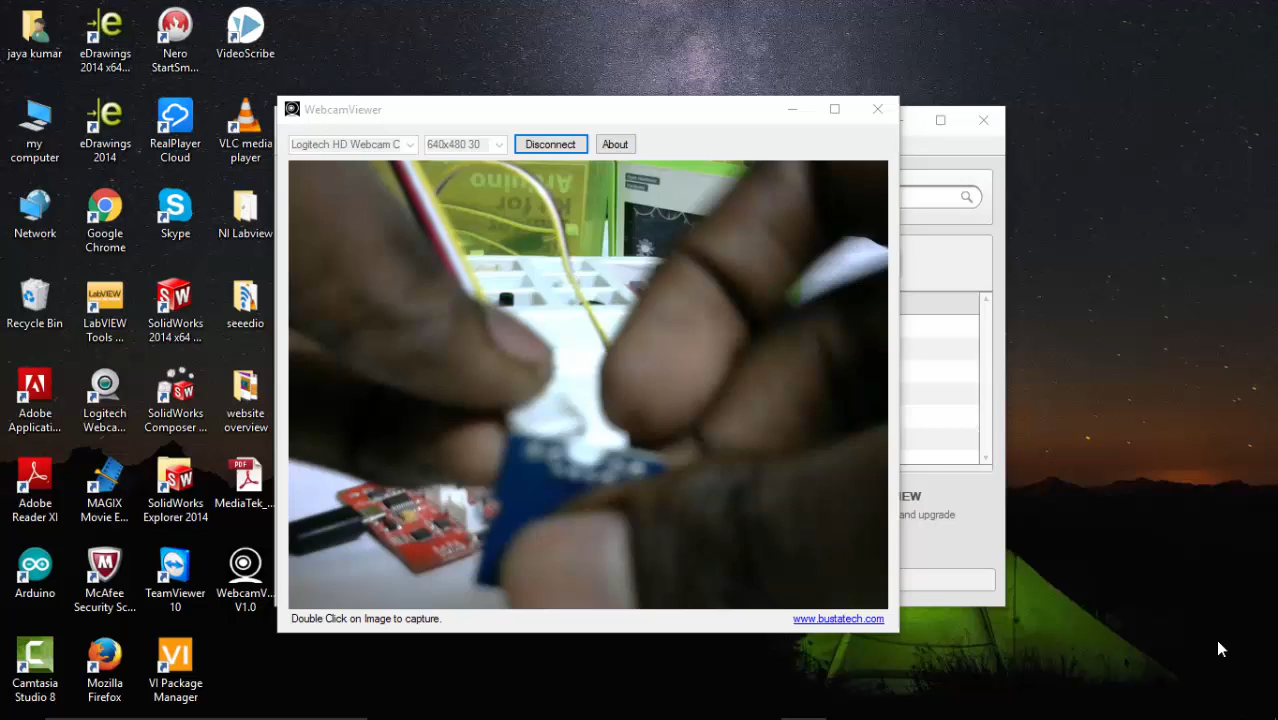 jaya kumar
eDrawings
2014 x64...
Nero
StartSm...
VideoScribe
my
computer
eDrawings
2014
RealPlayer
Cloud
VLC media
player
Network
Google
Chrome
Skype
NI Labview
Recycle Bin
LabVIEW
Tools ...
SolidWorks
2014 x64 ...
seeedio
Adobe
Applicati...
Logitech
Webca...
SolidWorks
Composer ...
website
overview
Adobe
Reader XI
MAGIX
Movie E...
SolidWorks
Explorer 2014
MediaTek_...
Arduino
McAfee
Security Sc...
TeamViewer
10
WebcamV...
V1.0
Camtasia
Studio 8
Mozilla
Firefox
VI Package
Manager
WebcamViewer
Logitech HD Webcam C
640x480 30
Disconnect
About
Kit for
Arduino
Double Click on Image to capture.
www.bustatech.com
IEW
and upgrade